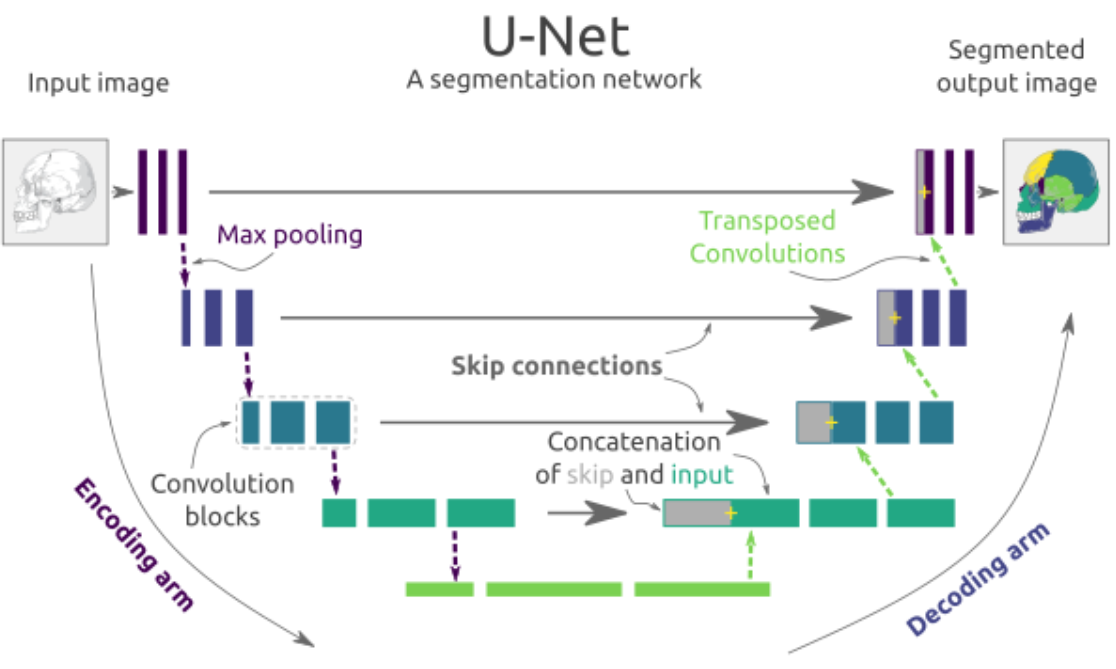 U-Net
A segmentation network
Input image
Segmented
output image
Max pooling
Transposed
Convolutions
Skip connections
Concatenation
of skip and input
Convolution
blocks
Encoding arm
Decoding arm